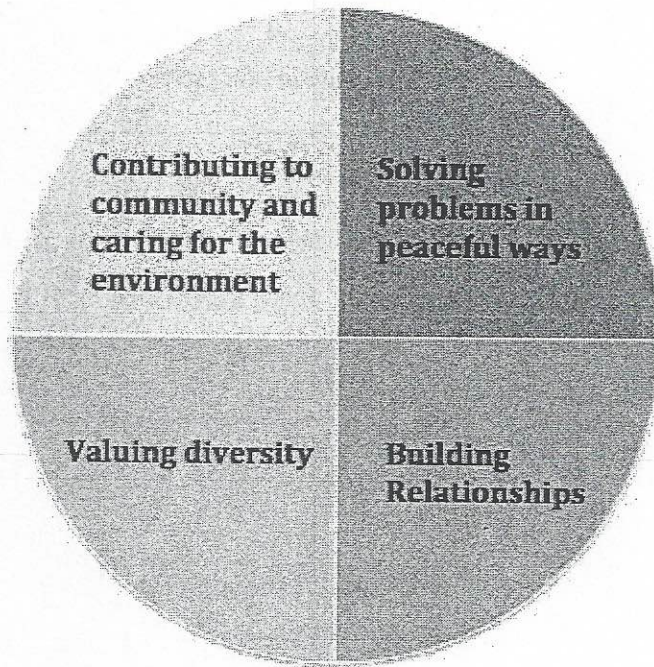 Contributing to
community and
caring for the
environment
Solving
problems in
peaceful ways
Valuing diversity
Building
Relationships